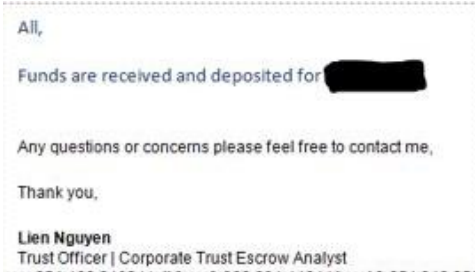 All,
Funds are received and deposited for
Any questions or concerns please feel free to contact me,
Thank you,
Lien Nguyen
Trust Officer | Corporate Trust Escrow Analyst